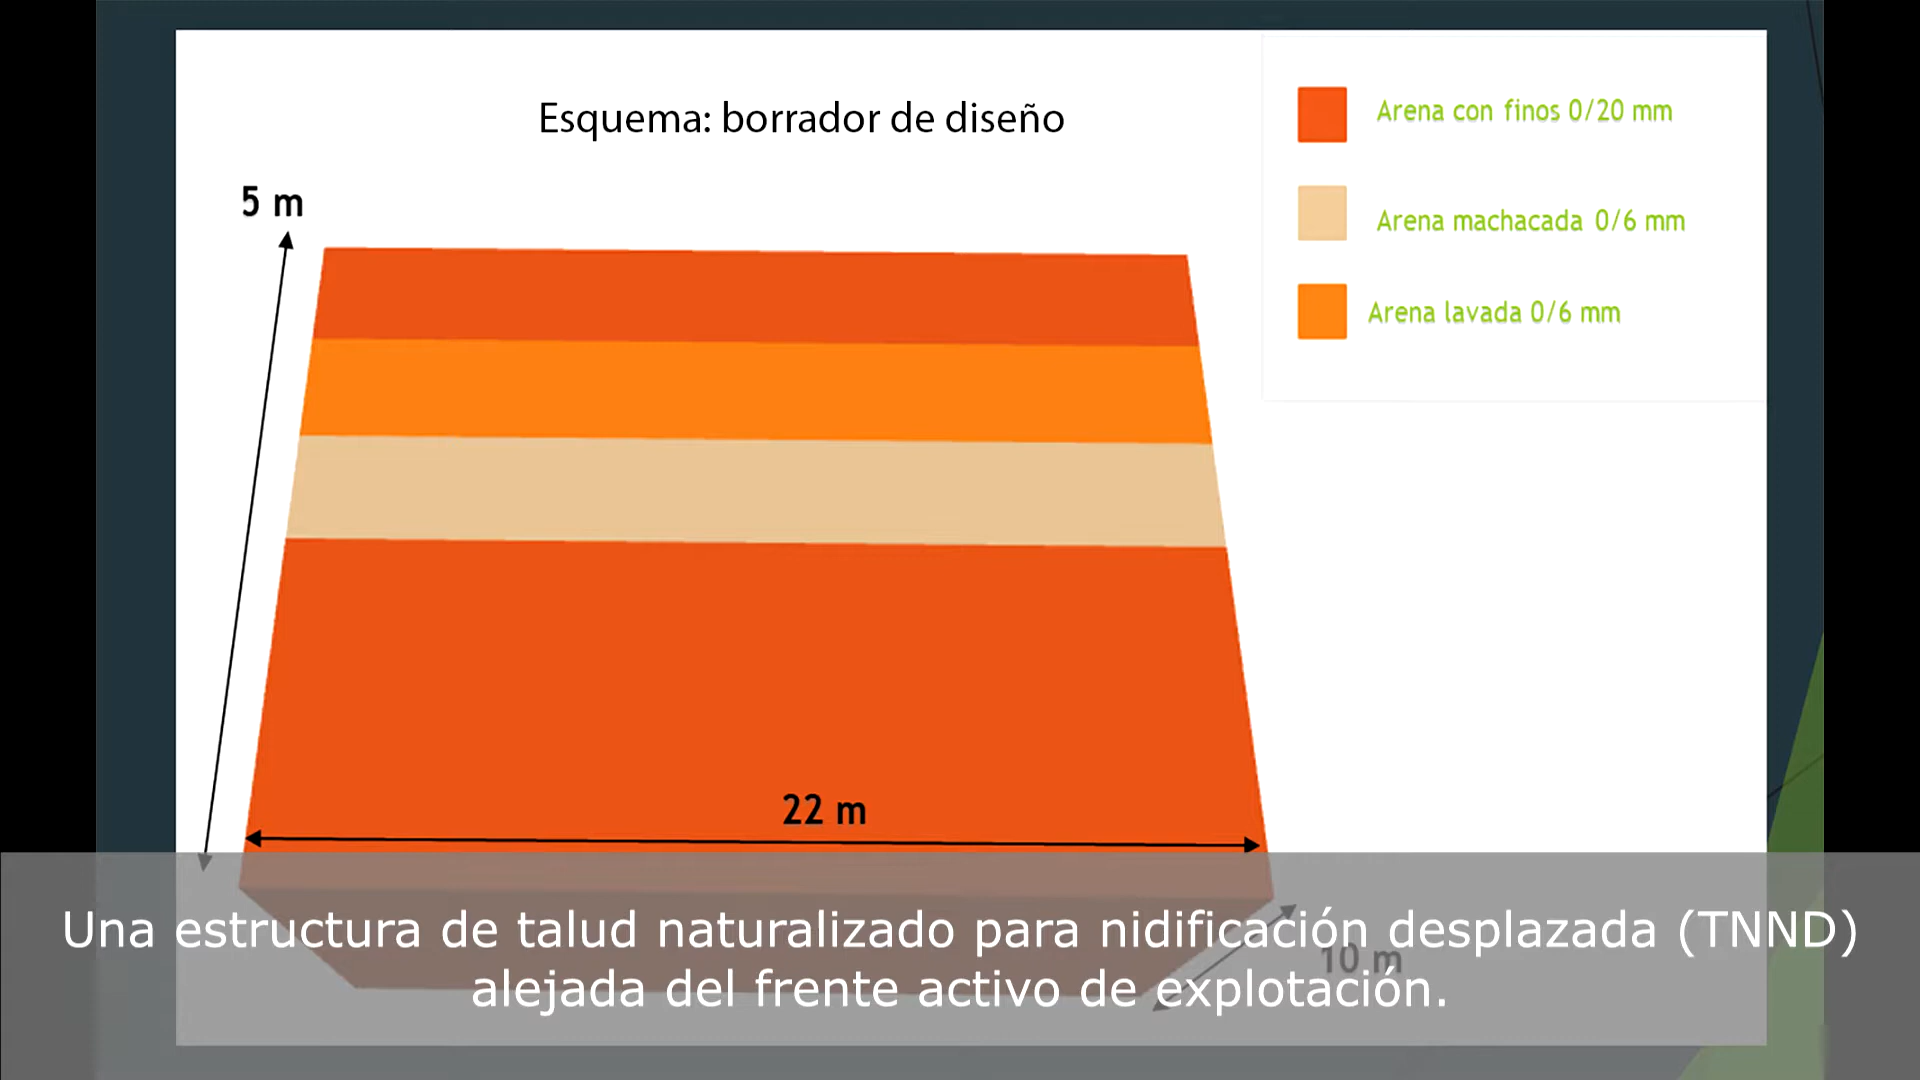 Esquema: borrador de diseño
Arena con finos 0/20 mm
Arena machacada 0/6 mm
Arena lavada 0/6 mm
5 m
22 m
10 m
Una estructura de talud naturalizado para nidificación desplazada (TNND)
alejada del frente activo de explotación.